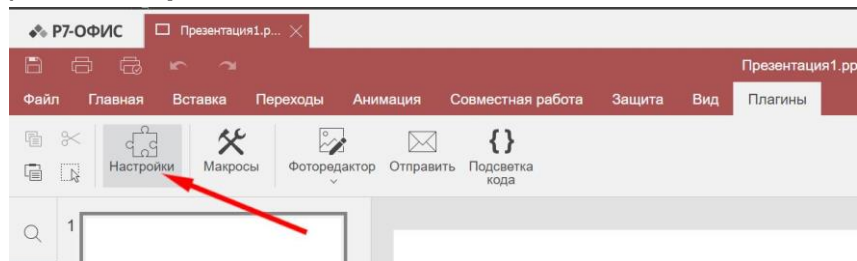 Р7-ОФИС
Презентация1.р...
Презентация1.pp
Файл Главная Вставка Переходы Анимация Совместная работа Защита Вид Плагины
Настройки Макросы Фоторедактор Отправить Подсветка
кода
1